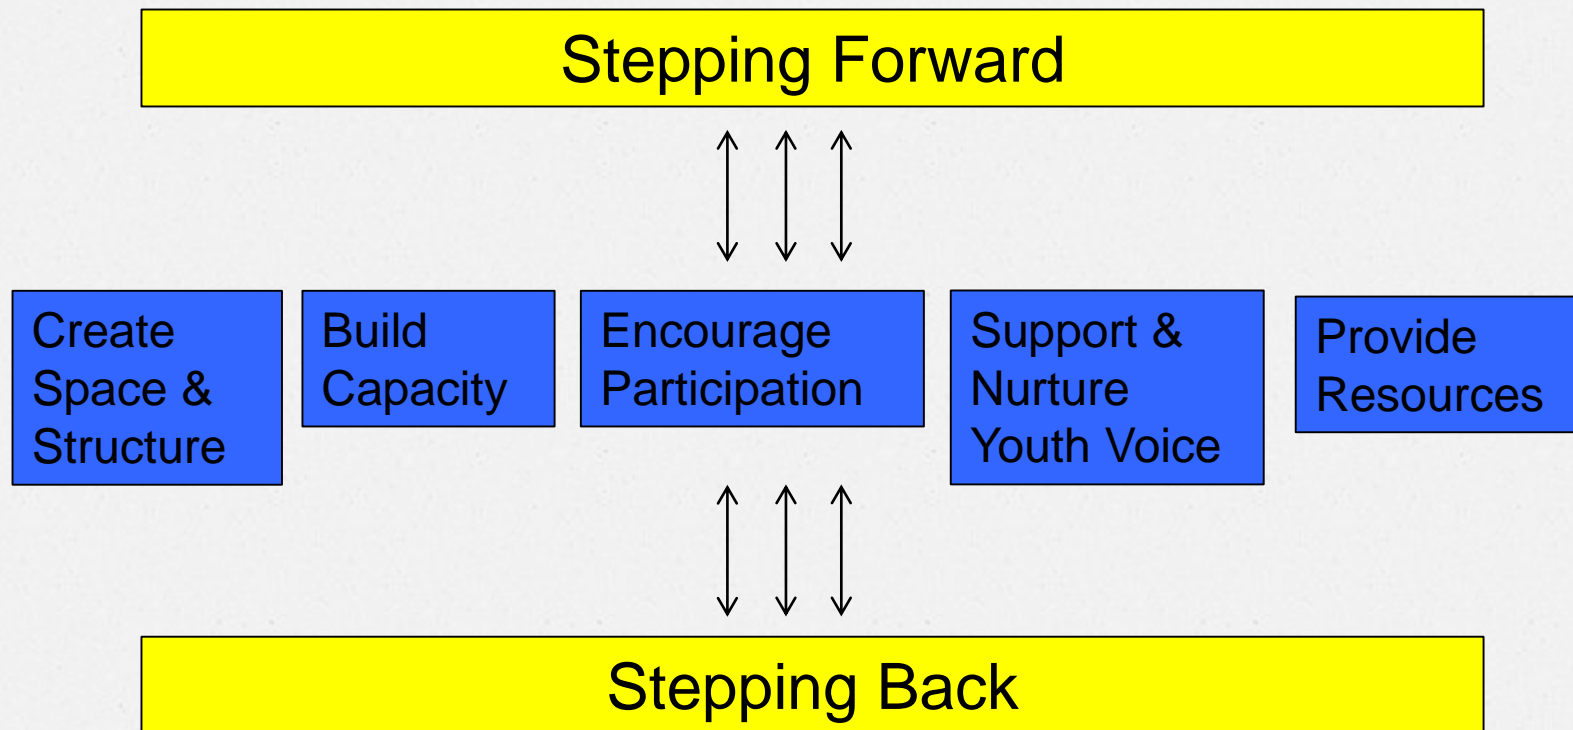 Stepping Forward
Create
Space &
Structure
Build
Capacity
Encourage
Participation
Support &
Nurture
Youth Voice
Provide
Resources
Stepping Back